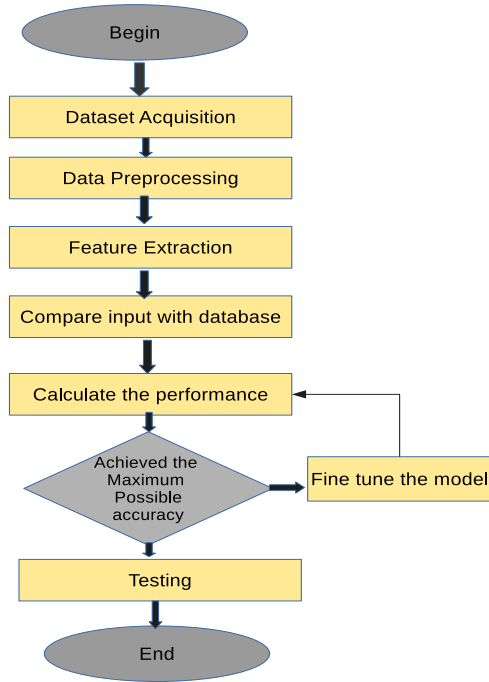 Begin
Dataset Acquisition
Data Preprocessing
Feature Extraction
Compare input with database
Calculate the performance
Achieved the
Maximum
Possible
accuracy
Fine tune the model
Testing
End